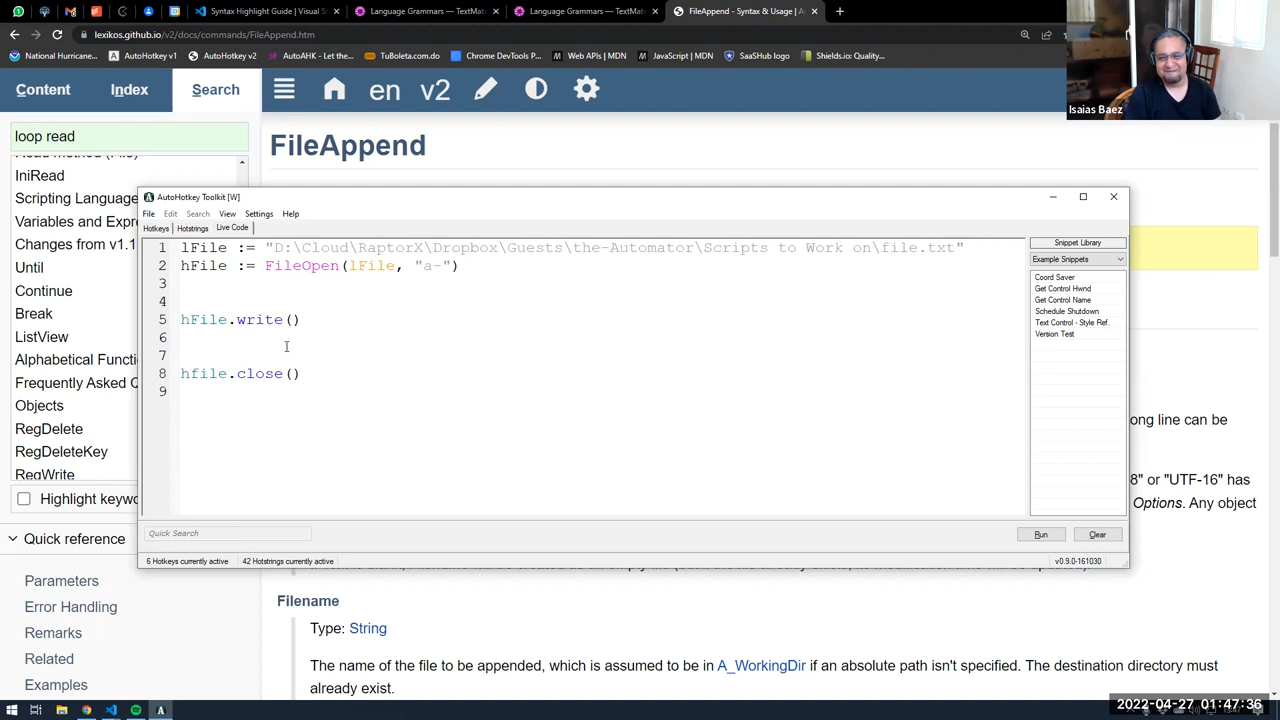 Syntax Highlight Guide | Visual St
Language Grammars — TextMate
Language Grammars — TextMate
FileAppend - Syntax & Usage | A
lexikos.github.io/v2/docs/commands/FileAppend.htm
National Hurricane...
AutoHotkey v1
AutoHotkey v2
AutoAHK - Let the...
TuBoleta.com.do
Chrome DevTools P...
Web APIs | MDN
JavaScript | MDN
SaaSHub logo
Shields.io: Quality...
Content
Index
Search
en
v2
Isaias Baez
loop read
FileAppend
Read method (File)
IniRead
Scripting Language
Variables and Expre
Changes from v1.1
Until
Continue
Break
ListView
Alphabetical Functi
Frequently Asked Q
Objects
RegDelete
RegDeleteKey
RegWrite
Highlight keywo
Quick reference
Parameters
Error Handling
Remarks
Related
Examples
AutoHotkey Toolkit [W]
File Edit Search View Settings Help
Hotkeys Hotstrings Live Code
1 lFile := "D:\Cloud\RaptorX\Dropbox\Guests\the-Automator\Scripts to Work on\file.txt"
2 hFile := FileOpen(lFile, "a-")
3
4
5 hFile.write()
6
7
8 hfile.close()
9
Snippet Library
Example Snippets
Coord Saver
Get Control Hwnd
Get Control Name
Schedule Shutdown
Text Control - Style Ref.
Version Test
Quick Search
Run
Clear
6 Hotkeys currently active
42 Hotstrings currently active
v0.9.0-161030
ong line can be
8" or "UTF-16" has
Options. Any object
Filename
Type: String
The name of the file to be appended, which is assumed to be in A_WorkingDir if an absolute path isn't specified. The destination directory must
already exist.
2022-04-27 01:47:36